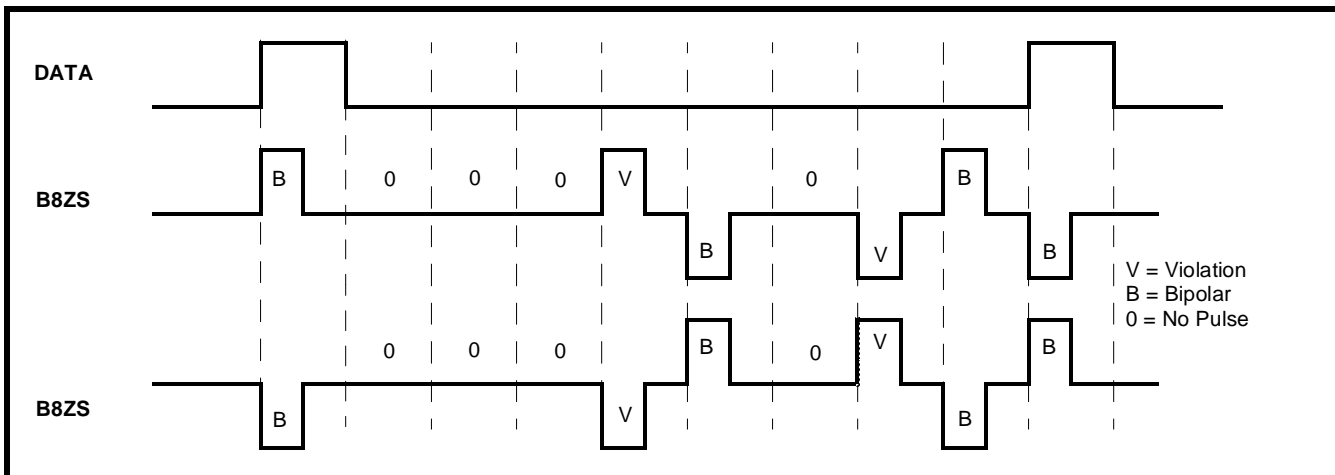 DATA
B8ZS
B 0 0 0 V B 0 V B B
V = Violation
B = Bipolar
0 = No Pulse
B8ZS
B 0 0 0 V B 0 V B B